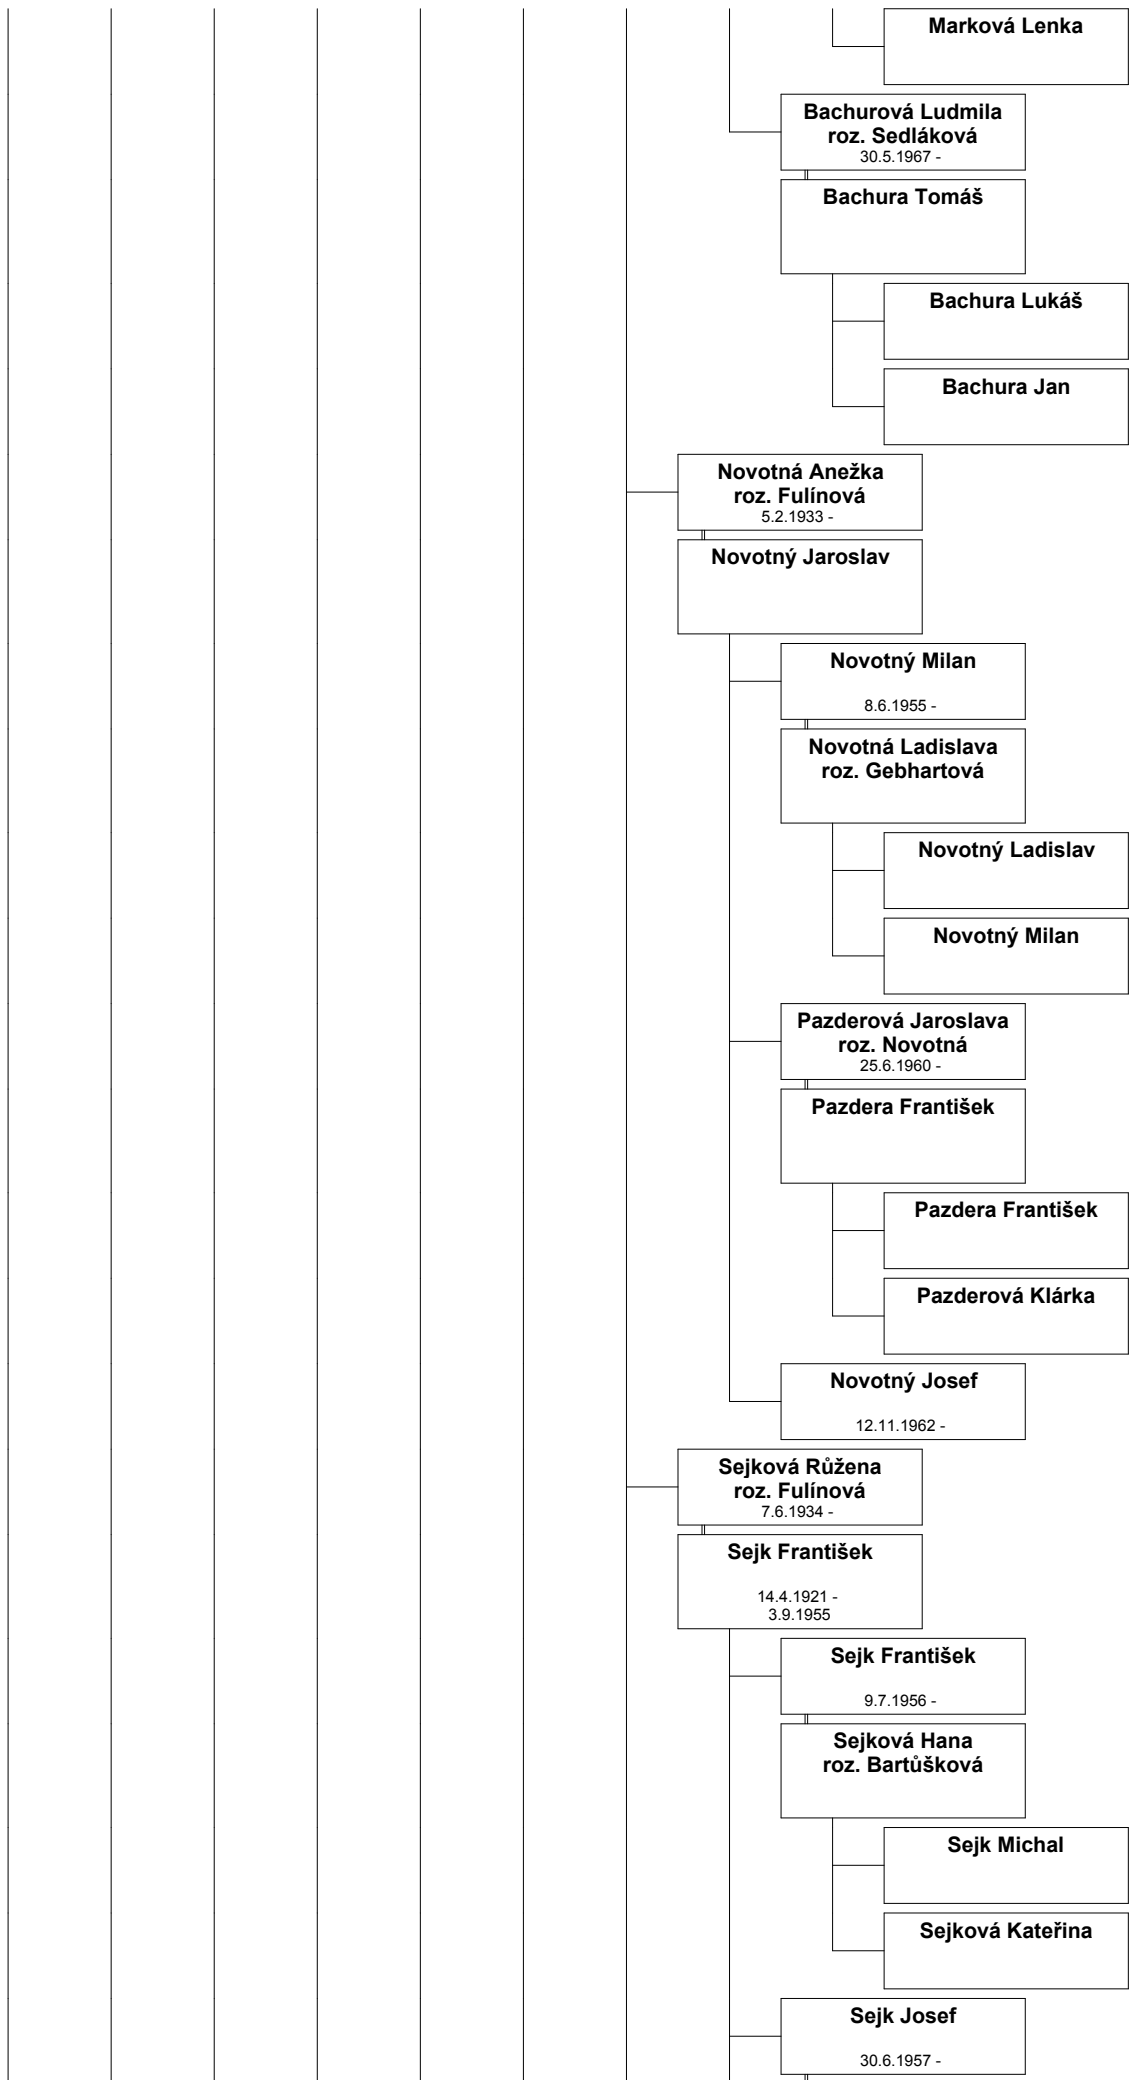 Marková Lenka
Bachurová Ludmila
roz. Sedláková
30.5.1967 -
Bachura Tomáš
Bachura Lukáš
Bachura Jan
Novotná Anežka
roz. Fulínová
5.2.1933 -
Novotný Jaroslav
Novotný Milan
8.6.1955 -
Novotná Ladislava
roz. Gebhartová
Novotný Ladislav
Novotný Milan
Pazderová Jaroslava
roz. Novotná
25.6.1960 -
Pazdera František
Pazdera František
Pazderová Klárka
Novotný Josef
12.11.1962 -
Sejková Růžena
roz. Fulínová
7.6.1934 -
Sejk František
14.4.1921 -
3.9.1955
Sejk František
9.7.1956 -
Sejková Hana
roz. Bartůšková
Sejk Michal
Sejková Kateřina
Sejk Josef
30.6.1957 -